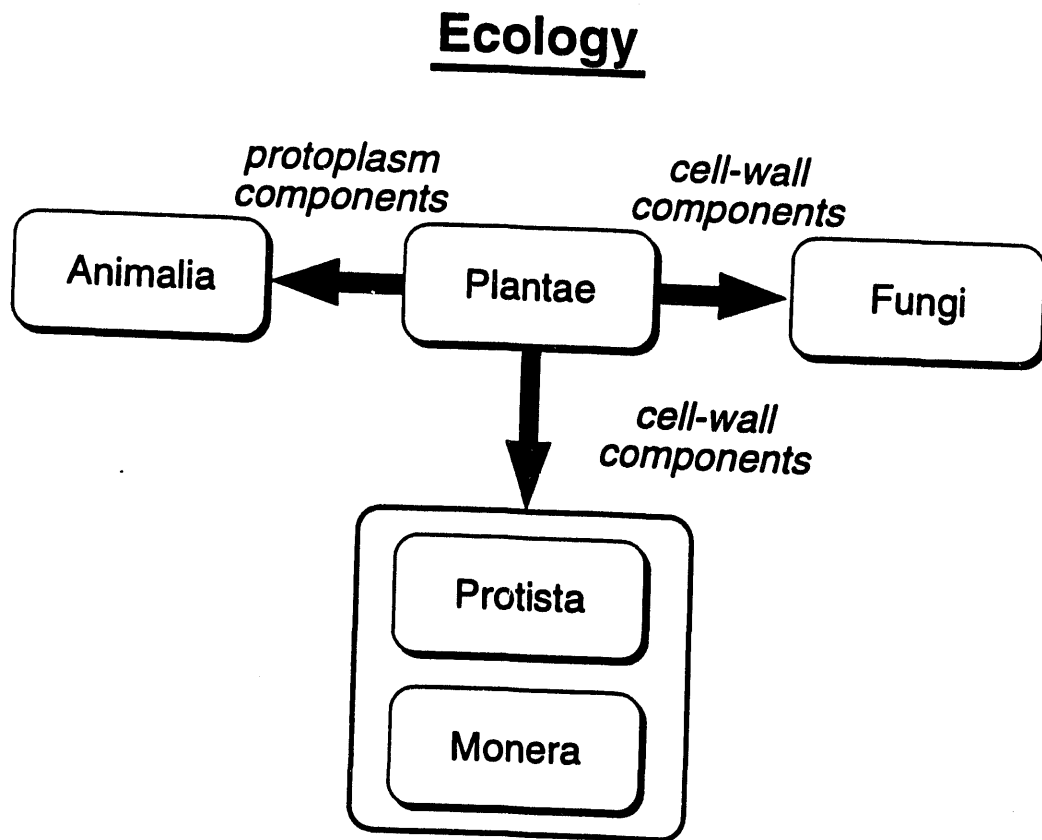 Ecology
protoplasm
components
cell-wall
components
Animalia
Plantae
Fungi
cell-wall
components
Protista
Monera